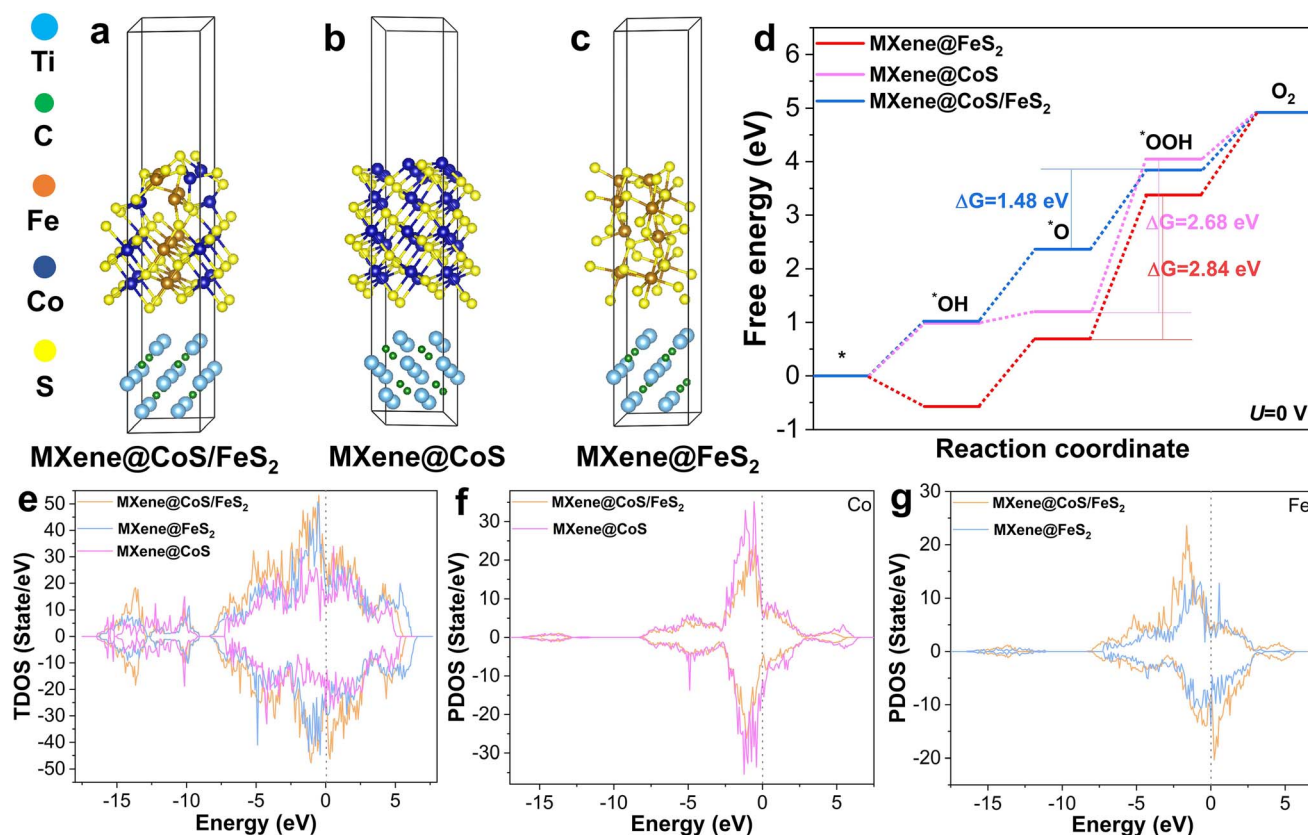 Ti
C
Fe
Co
S
a
MXene@CoS/FeS₂
b
MXene@CoS
c
MXene@FeS₂
d
MXene@FeS₂
MXene@CoS
MXene@CoS/FeS₂
O₂
*OOH
ΔG=1.48 eV
*O
ΔG=2.68 eV
ΔG=2.84 eV
*OH
*
U=0 V
6
5
4
3
2
1
0
-1
Free energy (eV)
Reaction coordinate
e
MXene@CoS/FeS₂
MXene@FeS₂
MXene@CoS
50
40
30
20
10
0
-10
-20
-30
-40
-50
TDOS (State/eV)
-15 -10 -5 0 5
Energy (eV)
f
Co
MXene@CoS/FeS₂
MXene@CoS
30
20
10
0
-10
-20
-30
PDOS (State/eV)
-15 -10 -5 0 5
Energy (eV)
g
Fe
MXene@CoS/FeS₂
MXene@FeS₂
30
20
10
0
-10
-20
PDOS (State/eV)
-15 -10 -5 0 5
Energy (eV)